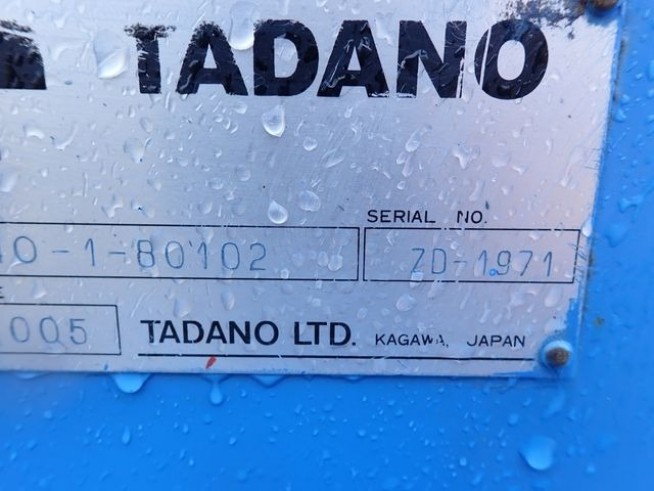 TADANO
SERIAL NO.
0-1-80102
ZD-1971
005
TADANO LTD. KAGAWA, JAPAN